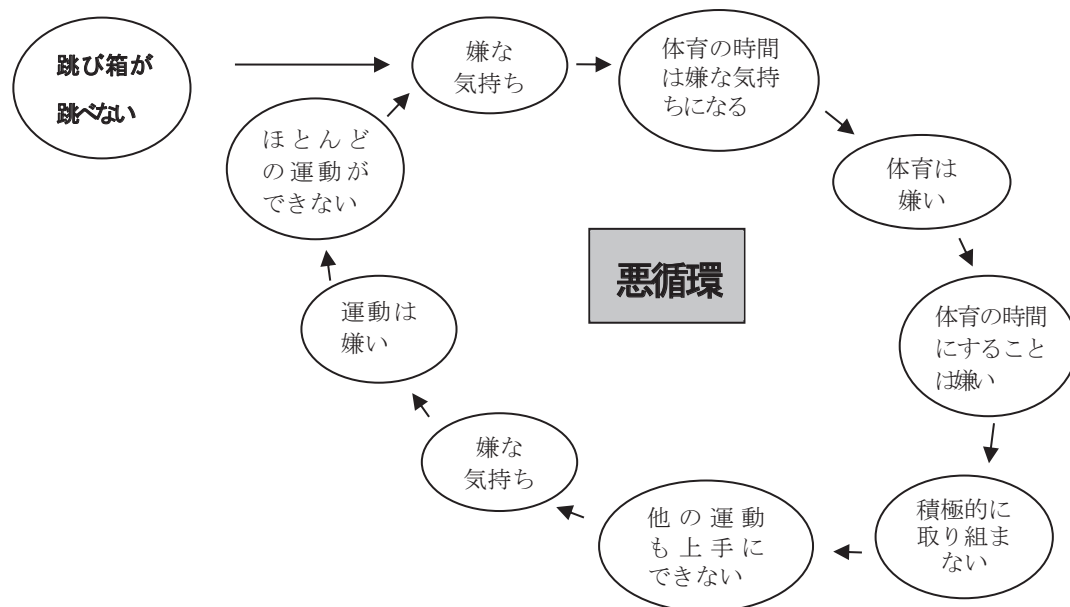 跳び箱が
跳べない
嫌な
気持ち
体育の時間
は嫌な気持
ちになる
体育は
嫌い
体育の時間
にすること
は嫌い
積極的に
取り組ま
ない
他の運動
も上手に
できない
嫌な
気持ち
運動は
嫌い
ほとんど
の運動が
できない
悪循環